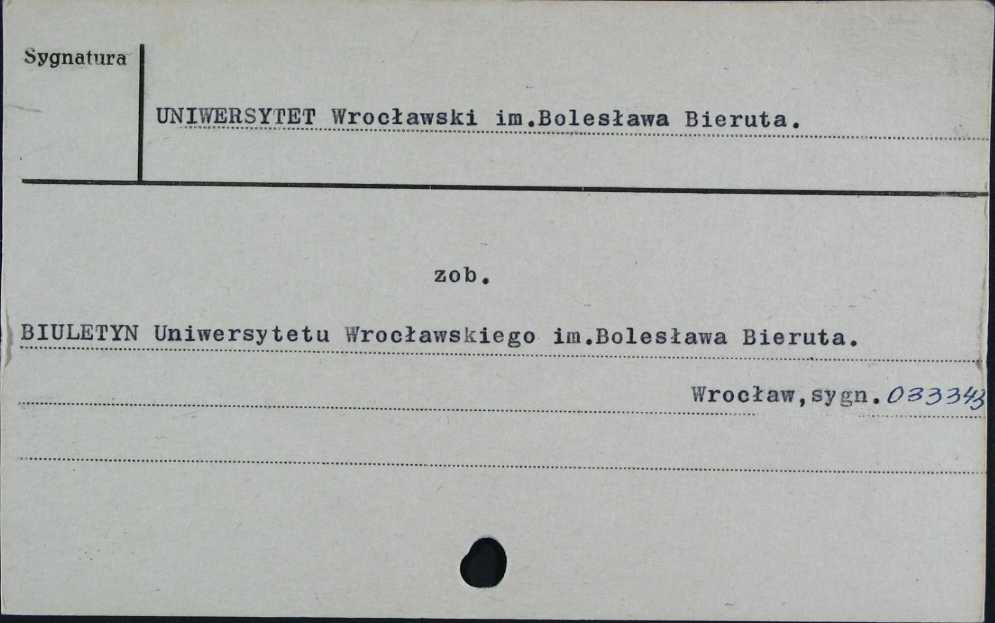 Sygnatura
UNIWERSYTET Wrocławski im.Bolesława Bieruta.
zob.
BIULETYN Uniwersytetu Wrocławskiego im.Bolesława Bieruta.
Wrocław,sygn.033343